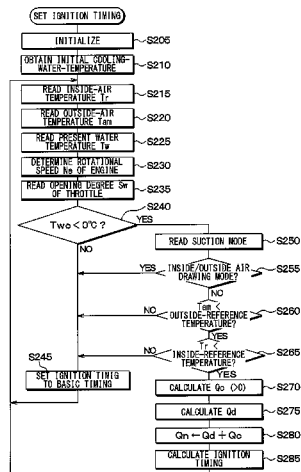 SET IGNITION TIMING
INITIALIZE
S205
OBTAIN INITIAL COOLING-
WATER-TEMPERATURE
S210
READ INSIDE-AIR
TEMPERATURE Tr
S215
READ OUTSIDE-AIR
TEMPERATURE Tam
S220
READ PRESENT WATER
TEMPERATURE Tw
S225
DETERMINE ROTATIONAL
SPEED Ne OF ENGINE
S230
READ OPENING DEGREE Sw
OF THROTTLE
S235
S240
Two<0°C?
YES
NO
READ SUCTION MODE
S250
YES
INSIDE/OUTSIDE AIR
DRAWING MODE?
S255
NO
Tam <
OUTSIDE-REFERENCE
TEMPERATURE?
S260
NO
Tr <
INSIDE-REFERENCE
TEMPERATURE?
S265
NO
YES
S245
SET IGNITION TIMIG
TO BASIC TIMING
CALCULATE Qc (>0)
S270
CALCULATE Qd
S275
Qn ← Qd + Qc
S280
CALCULATE IGNITION
TIMING
S285